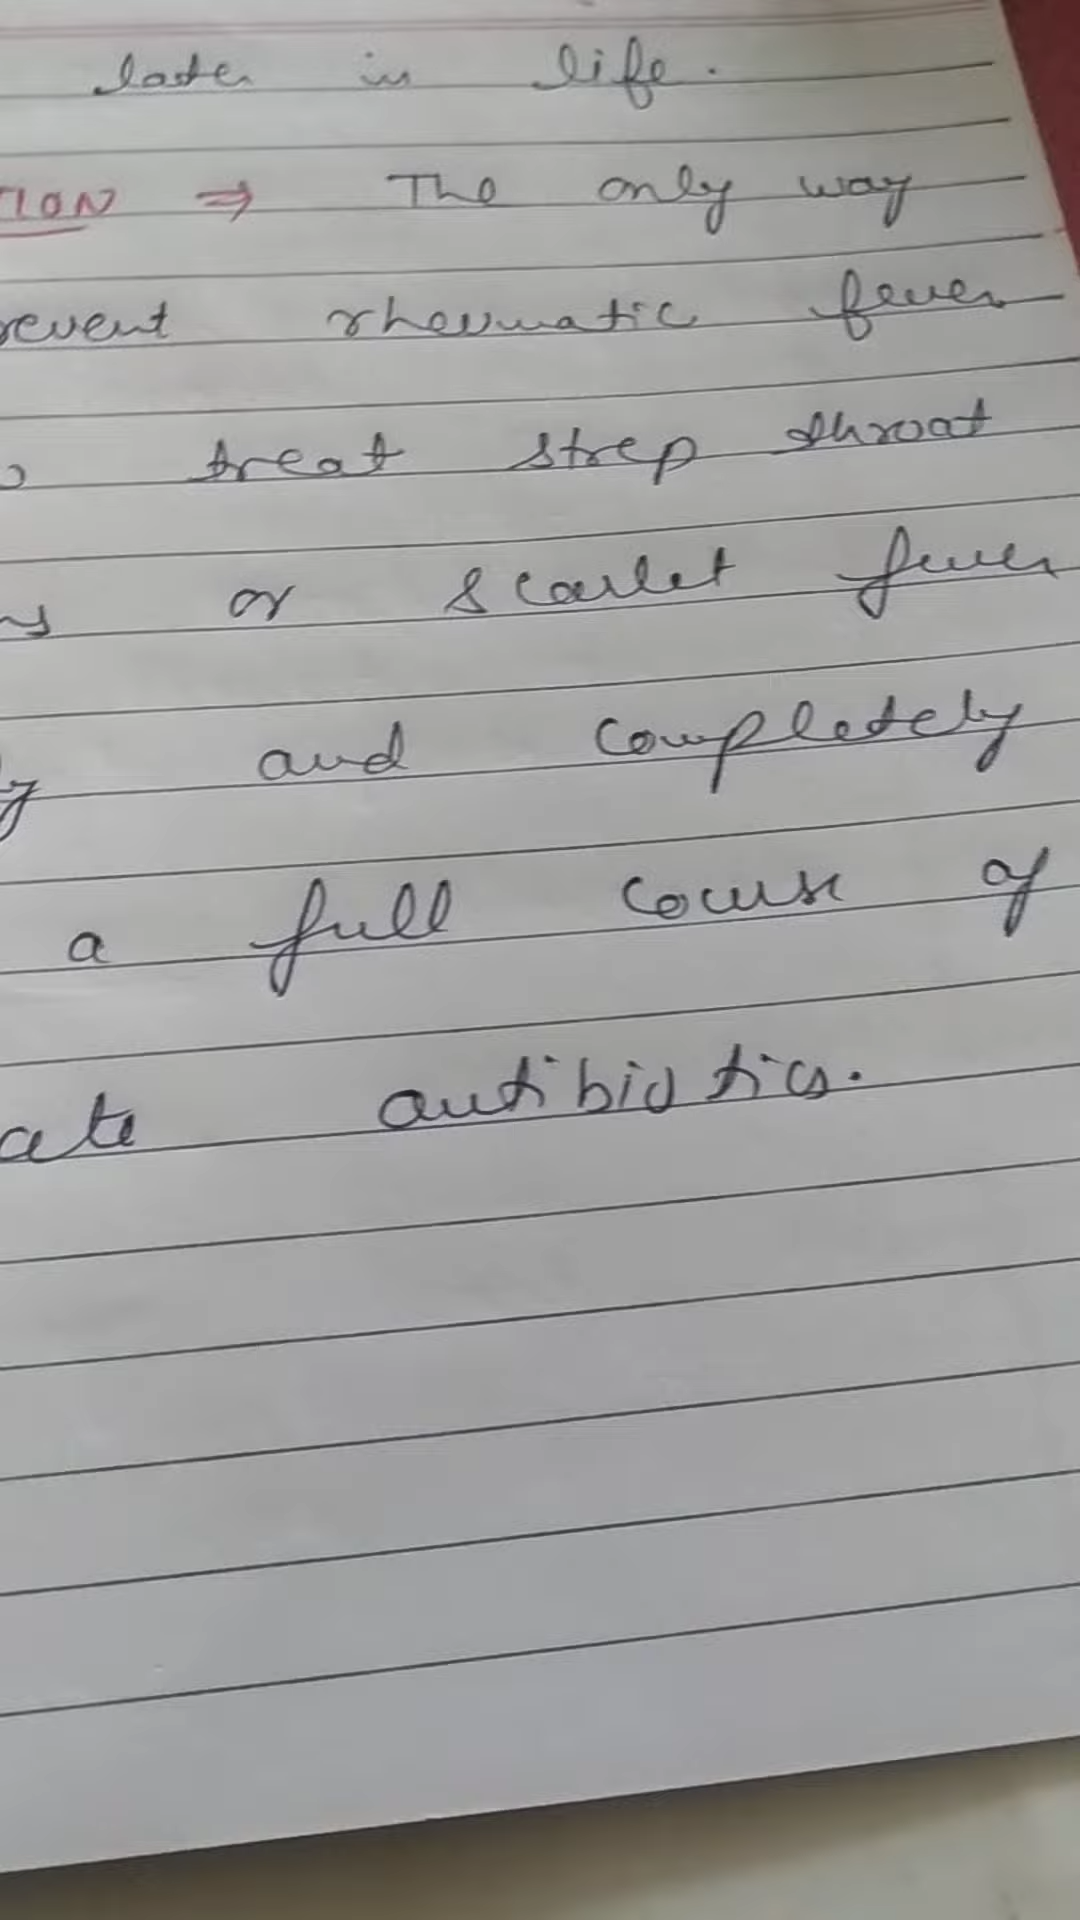 later in life.
TION ⇒ The only way
revent rheumatic fever
treat strep throat
or scarlet fever
and completely
a full course of
ate antibiotics.